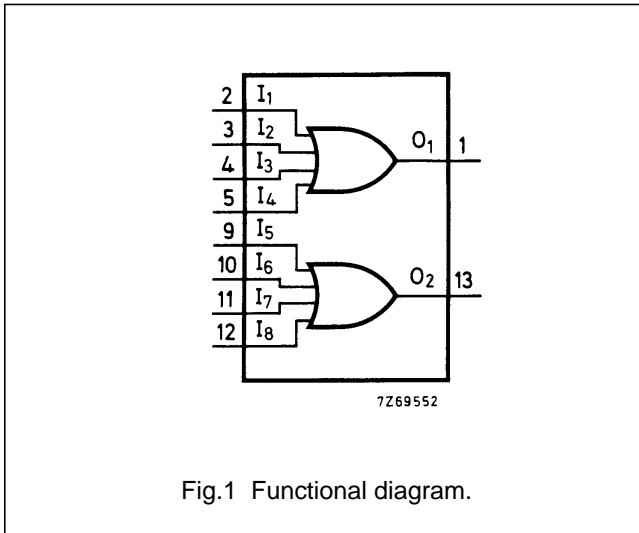 2 I1
3 I2
4 I3
5 I4
O1 1
9 I5
10 I6
11 I7
12 I8
O2 13
7Z69552
Fig.1 Functional diagram.